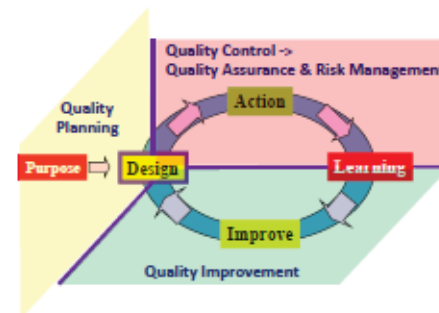 Quality Control ->
Quality Assurance & Risk Management
Quality
Planning
Action
Purpose
Design
Learning
Improve
Quality Improvement